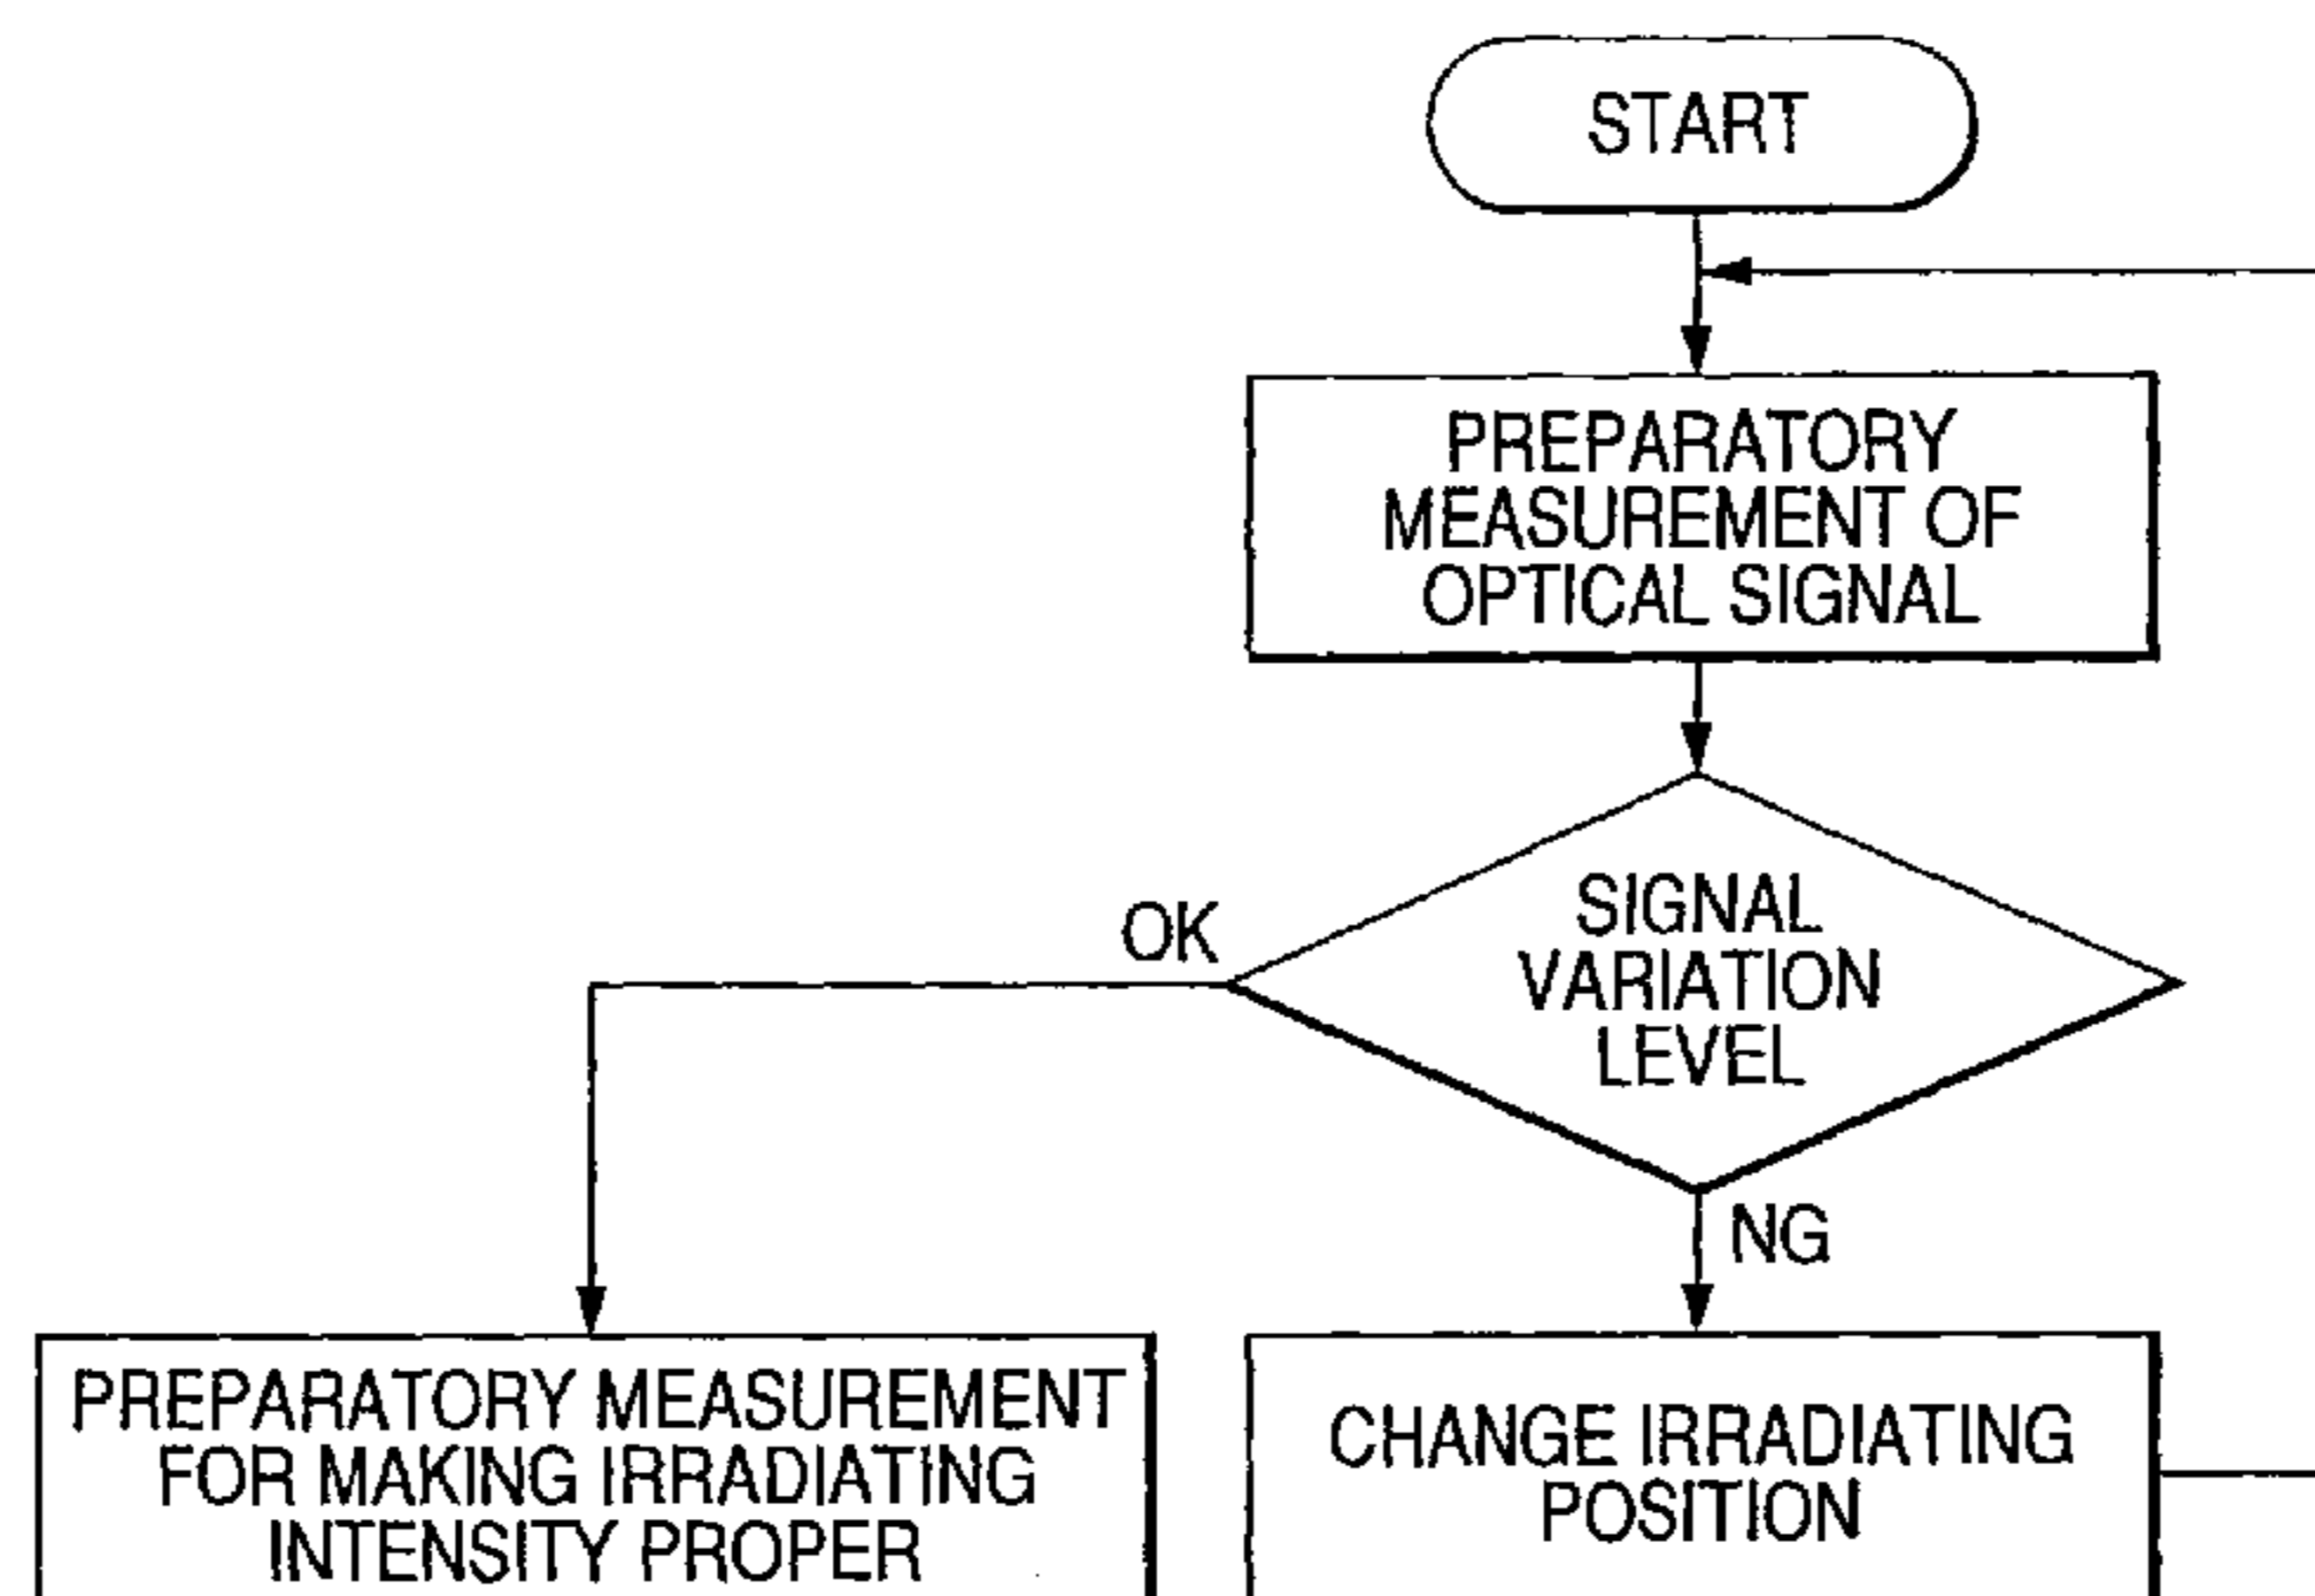 START
PREPARATORY
MEASUREMENT OF
OPTICAL SIGNAL
SIGNAL
VARIATION
LEVEL
OK
NG
PREPARATORY MEASUREMENT
FOR MAKING IRRADIATING
INTENSITY PROPER
CHANGE IRRADIATING
POSITION